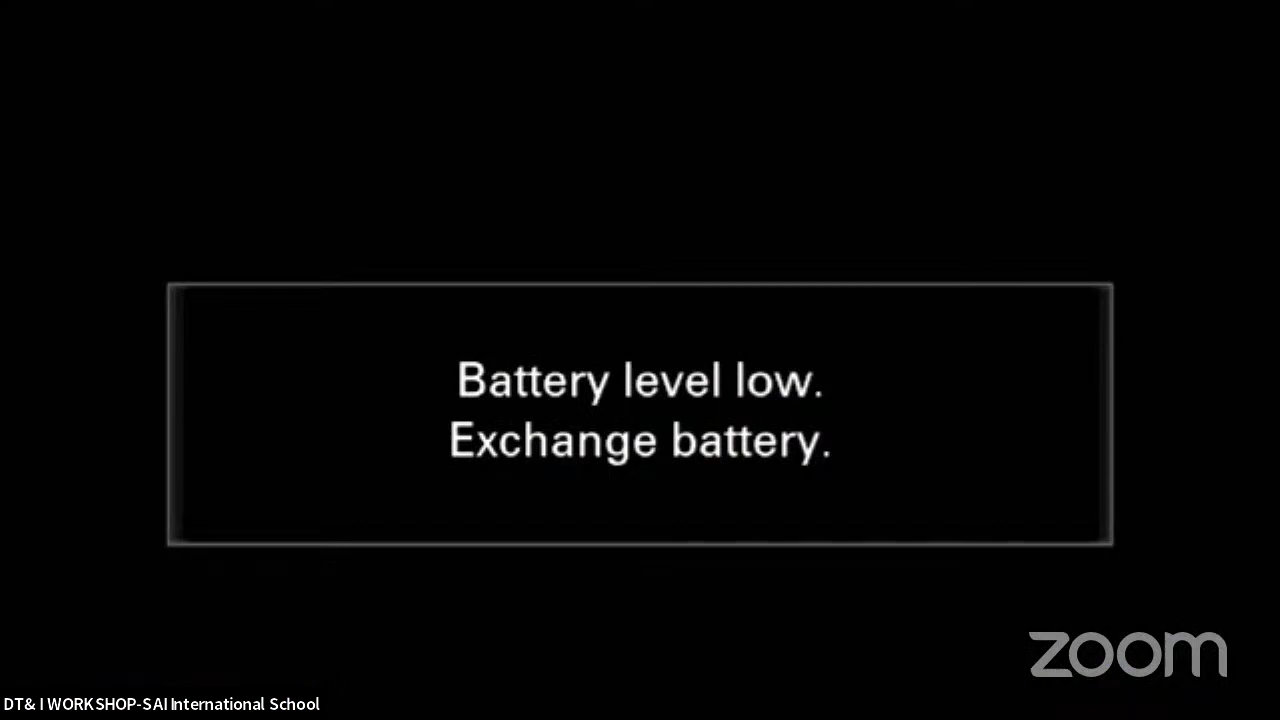 Battery level low.
Exchange battery.
zoom
DT& I WORKSHOP-SAI International School